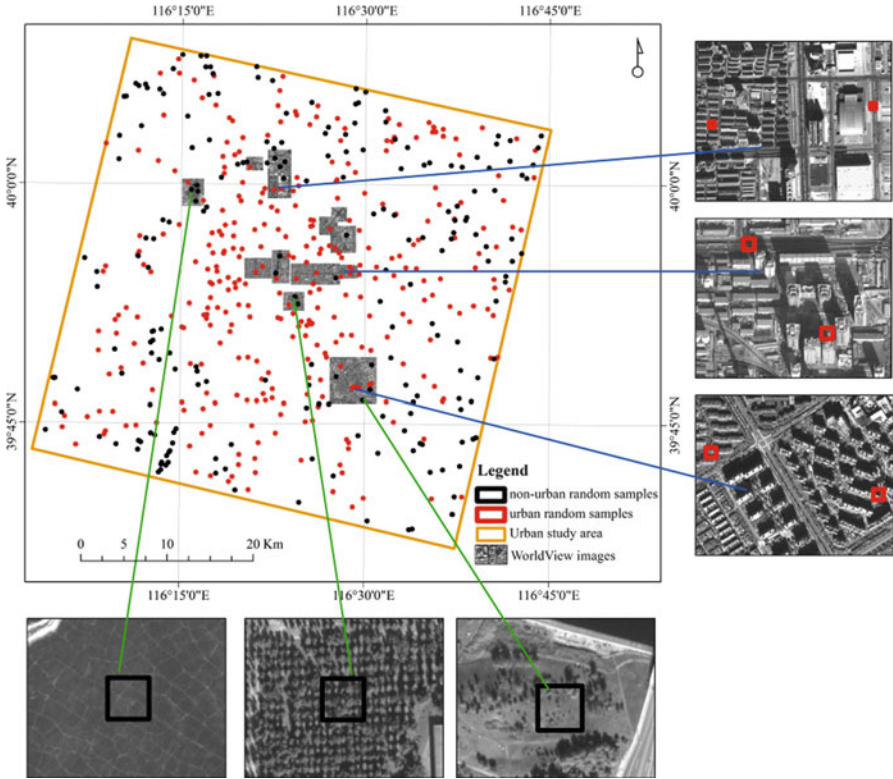 116°15'0"E 116°30'0"E 116°45'0"E
40°0'0"N 40°0'0"N
39°45'0"N 39°45'0"N
Legend
non-urban random samples
urban random samples
Urban study area
WorldView images
0 5 10 20 Km
116°15'0"E 116°30'0"E 116°45'0"E